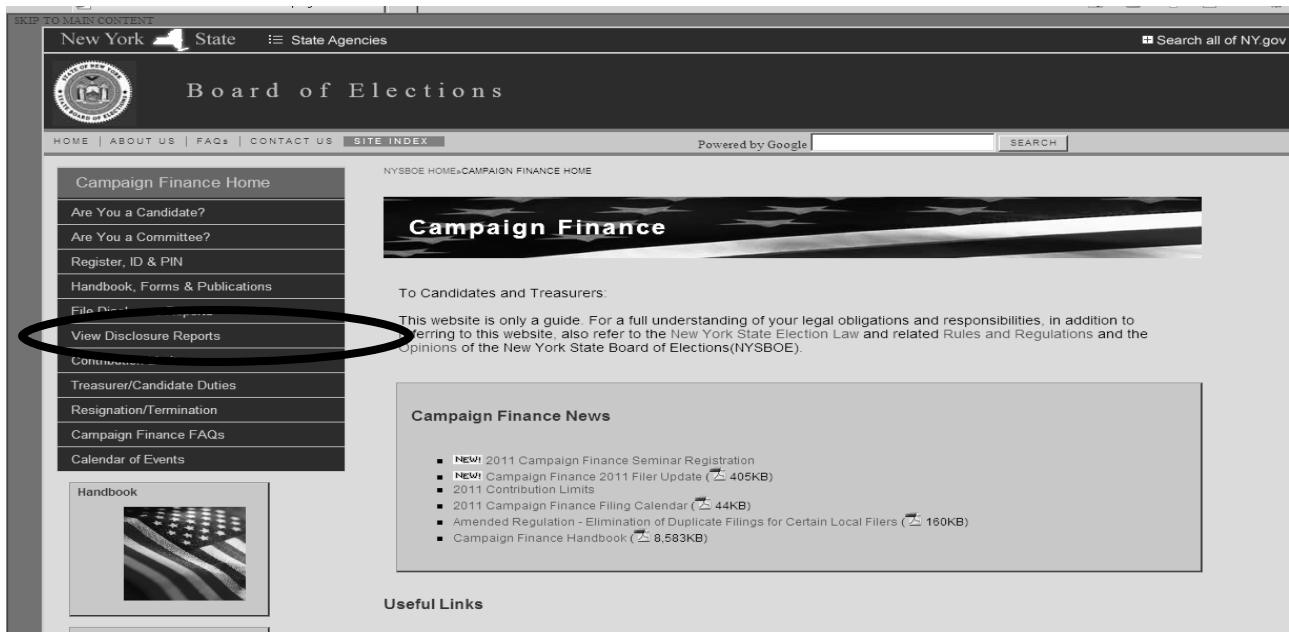 SKIP TO MAIN CONTENT
New York State State Agencies Search all of NY.gov
Board of Elections
HOME | ABOUT US | FAQs | CONTACT US SITE INDEX Powered by Google SEARCH
Campaign Finance Home
Are You a Candidate?
Are You a Committee?
Register, ID & PIN
Handbook, Forms & Publications
File Disclosure Reports
View Disclosure Reports
Contribution
Treasurer/Candidate Duties
Resignation/Termination
Campaign Finance FAQs
Calendar of Events
Handbook
NYSBOE HOME»CAMPAIGN FINANCE HOME
Campaign Finance
To Candidates and Treasurers:
This website is only a guide. For a full understanding of your legal obligations and responsibilities, in addition to
referring to this website, also refer to the New York State Election Law and related Rules and Regulations and the
Opinions of the New York State Board of Elections(NYSBOE).
Campaign Finance News
NEW! 2011 Campaign Finance Seminar Registration
NEW! Campaign Finance 2011 Filer Update ( 405KB)
2011 Contribution Limits
2011 Campaign Finance Filing Calendar ( 44KB)
Amended Regulation - Elimination of Duplicate Filings for Certain Local Filers ( 160KB)
Campaign Finance Handbook ( 8,583KB)
Useful Links